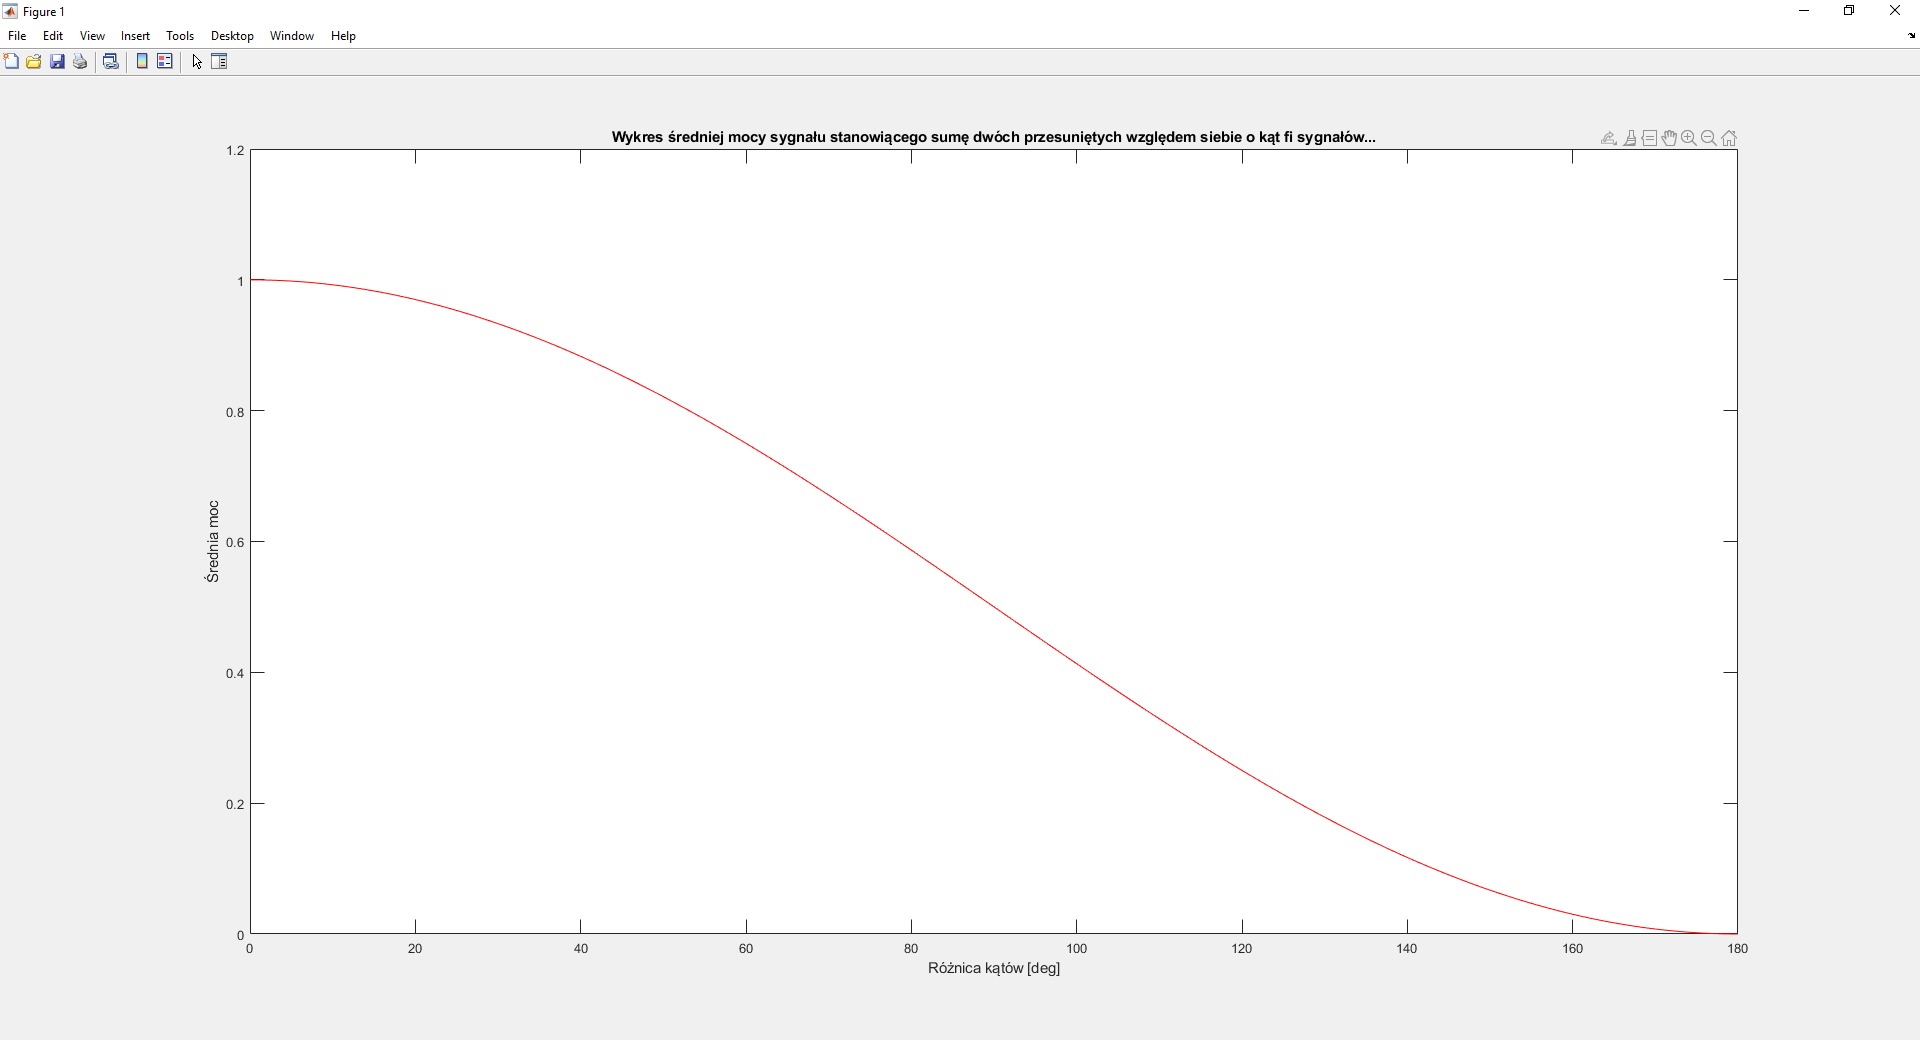 Figure 1
File Edit View Insert Tools Desktop Window Help
Wykres średniej mocy sygnału stanowiącego sumę dwóch przesuniętych względem siebie o kąt fi sygnałów...
1.2
1
0.8
0.6
0.4
0.2
0
Średnia moc
0 20 40 60 80 100 120 140 160 180
Różnica kątów [deg]